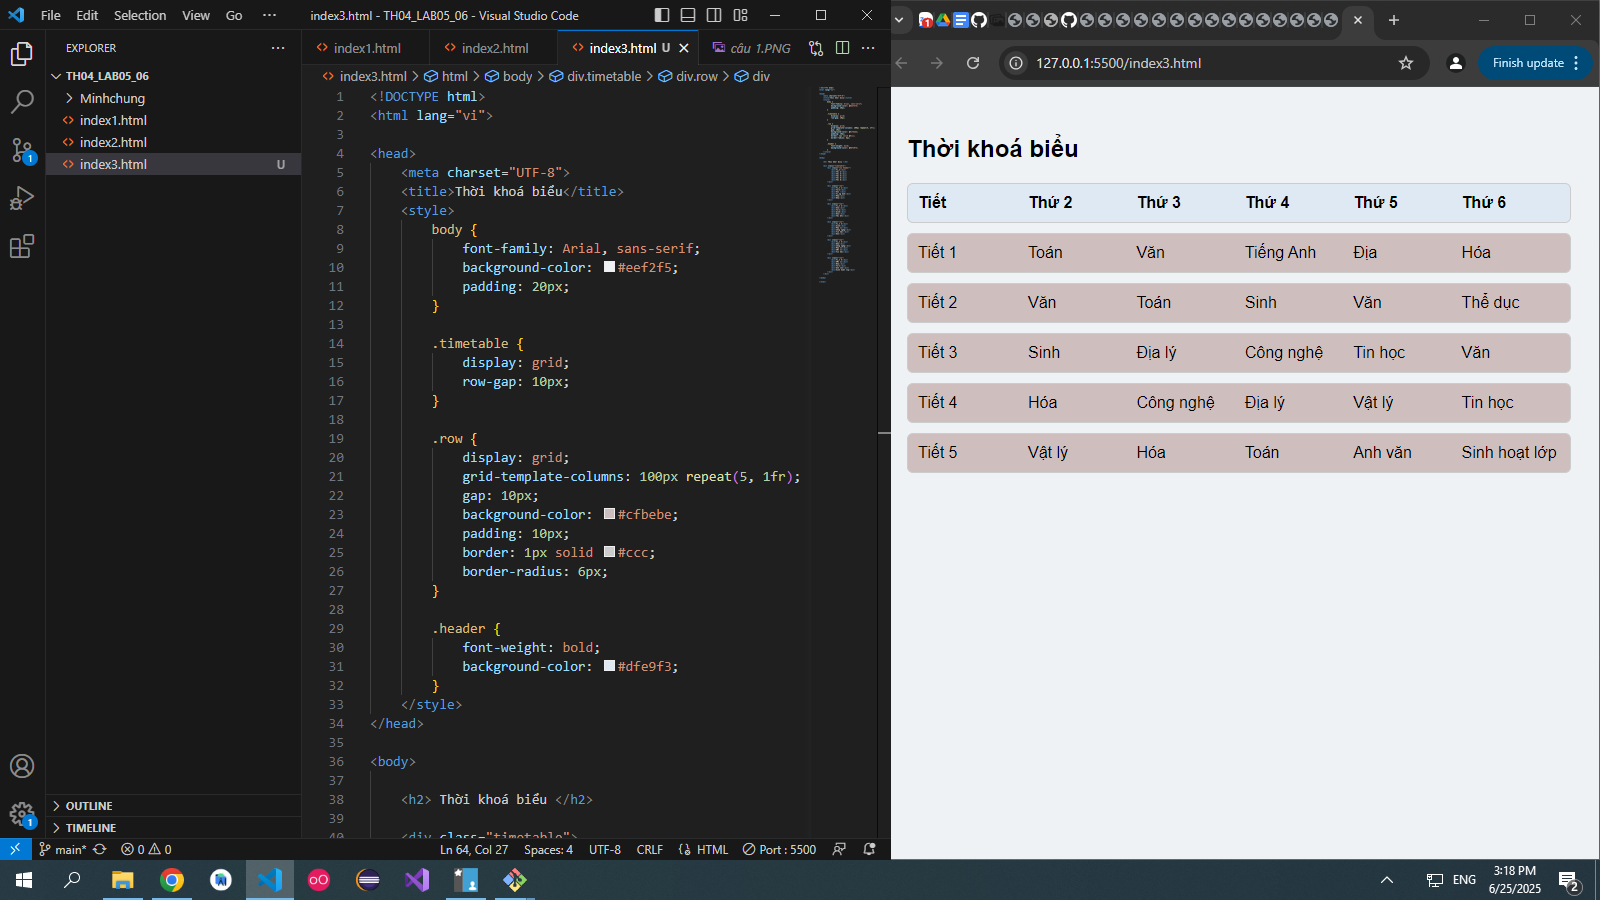 File Edit Selection View Go ··· index3.html - TH04_LAB05_06 - Visual Studio Code
EXPLORER
TH04_LAB05_06
Minhchung
index1.html
index2.html
index3.html U
OUTLINE
TIMELINE
index1.html index2.html index3.html U câu 1.PNG
index3.html > html > body > div.timetable > div.row > div
1 <!DOCTYPE html>
2 <html lang="vi">
3
4 <head>
5 <meta charset="UTF-8">
6 <title>Thời khoá biểu</title>
7 <style>
8 body {
9 font-family: Arial, sans-serif;
10 background-color: #eef2f5;
11 padding: 20px;
12 }
13
14 .timetable {
15 display: grid;
16 row-gap: 10px;
17 }
18
19 .row {
20 display: grid;
21 grid-template-columns: 100px repeat(5, 1fr);
22 gap: 10px;
23 background-color: #cfbebe;
24 padding: 10px;
25 border: 1px solid #ccc;
26 border-radius: 6px;
27 }
28
29 .header {
30 font-weight: bold;
31 background-color: #dfe9f3;
32 }
33 </style>
34 </head>
35
36 <body>
37
38 <h2> Thời khoá biểu </h2>
39
40 <div class="timetable">
main* 0 0 Ln 64, Col 27 Spaces: 4 UTF-8 CRLF HTML Port : 5500
127.0.0.1:5500/index3.html Finish update
Thời khoá biểu
Tiết Thứ 2 Thứ 3 Thứ 4 Thứ 5 Thứ 6
Tiết 1 Toán Văn Tiếng Anh Địa Hóa
Tiết 2 Văn Toán Sinh Văn Thể dục
Tiết 3 Sinh Địa lý Công nghệ Tin học Văn
Tiết 4 Hóa Công nghệ Địa lý Vật lý Tin học
Tiết 5 Vật lý Hóa Toán Anh văn Sinh hoạt lớp
ENG
3:18 PM
6/25/2025
2